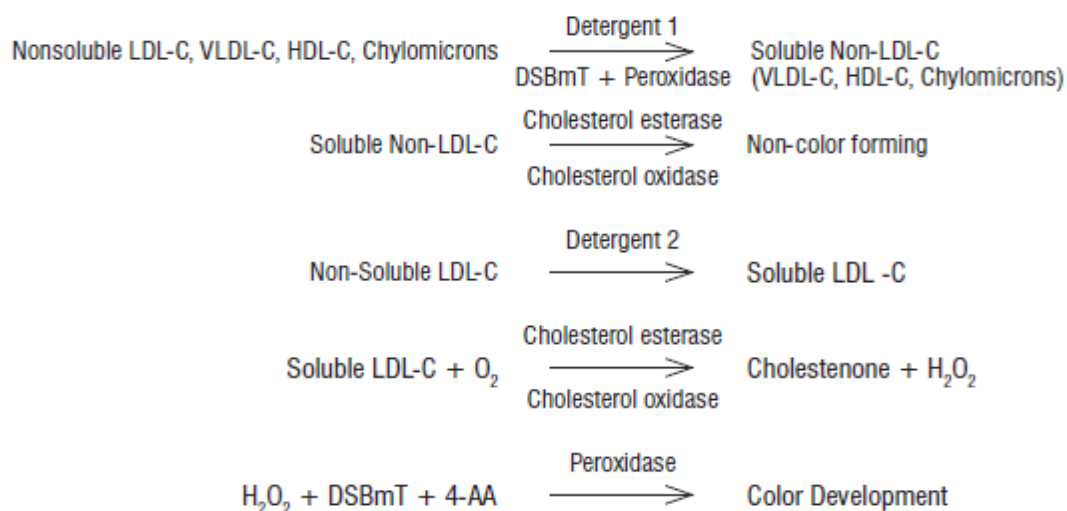 Detergent 1
Nonsoluble LDL-C, VLDL-C, HDL-C, Chylomicrons
Soluble Non-LDL-C
DSBmT + Peroxidase
(VLDL-C, HDL-C, Chylomicrons)
Cholesterol esterase
Soluble Non-LDL-C
Non-color forming
Cholesterol oxidase
Detergent 2
Non-Soluble LDL-C
Soluble LDL -C
Cholesterol esterase
Soluble LDL-C + O₂
Cholestenone + H₂O₂
Cholesterol oxidase
Peroxidase
H₂O₂ + DSBmT + 4-AA
Color Development